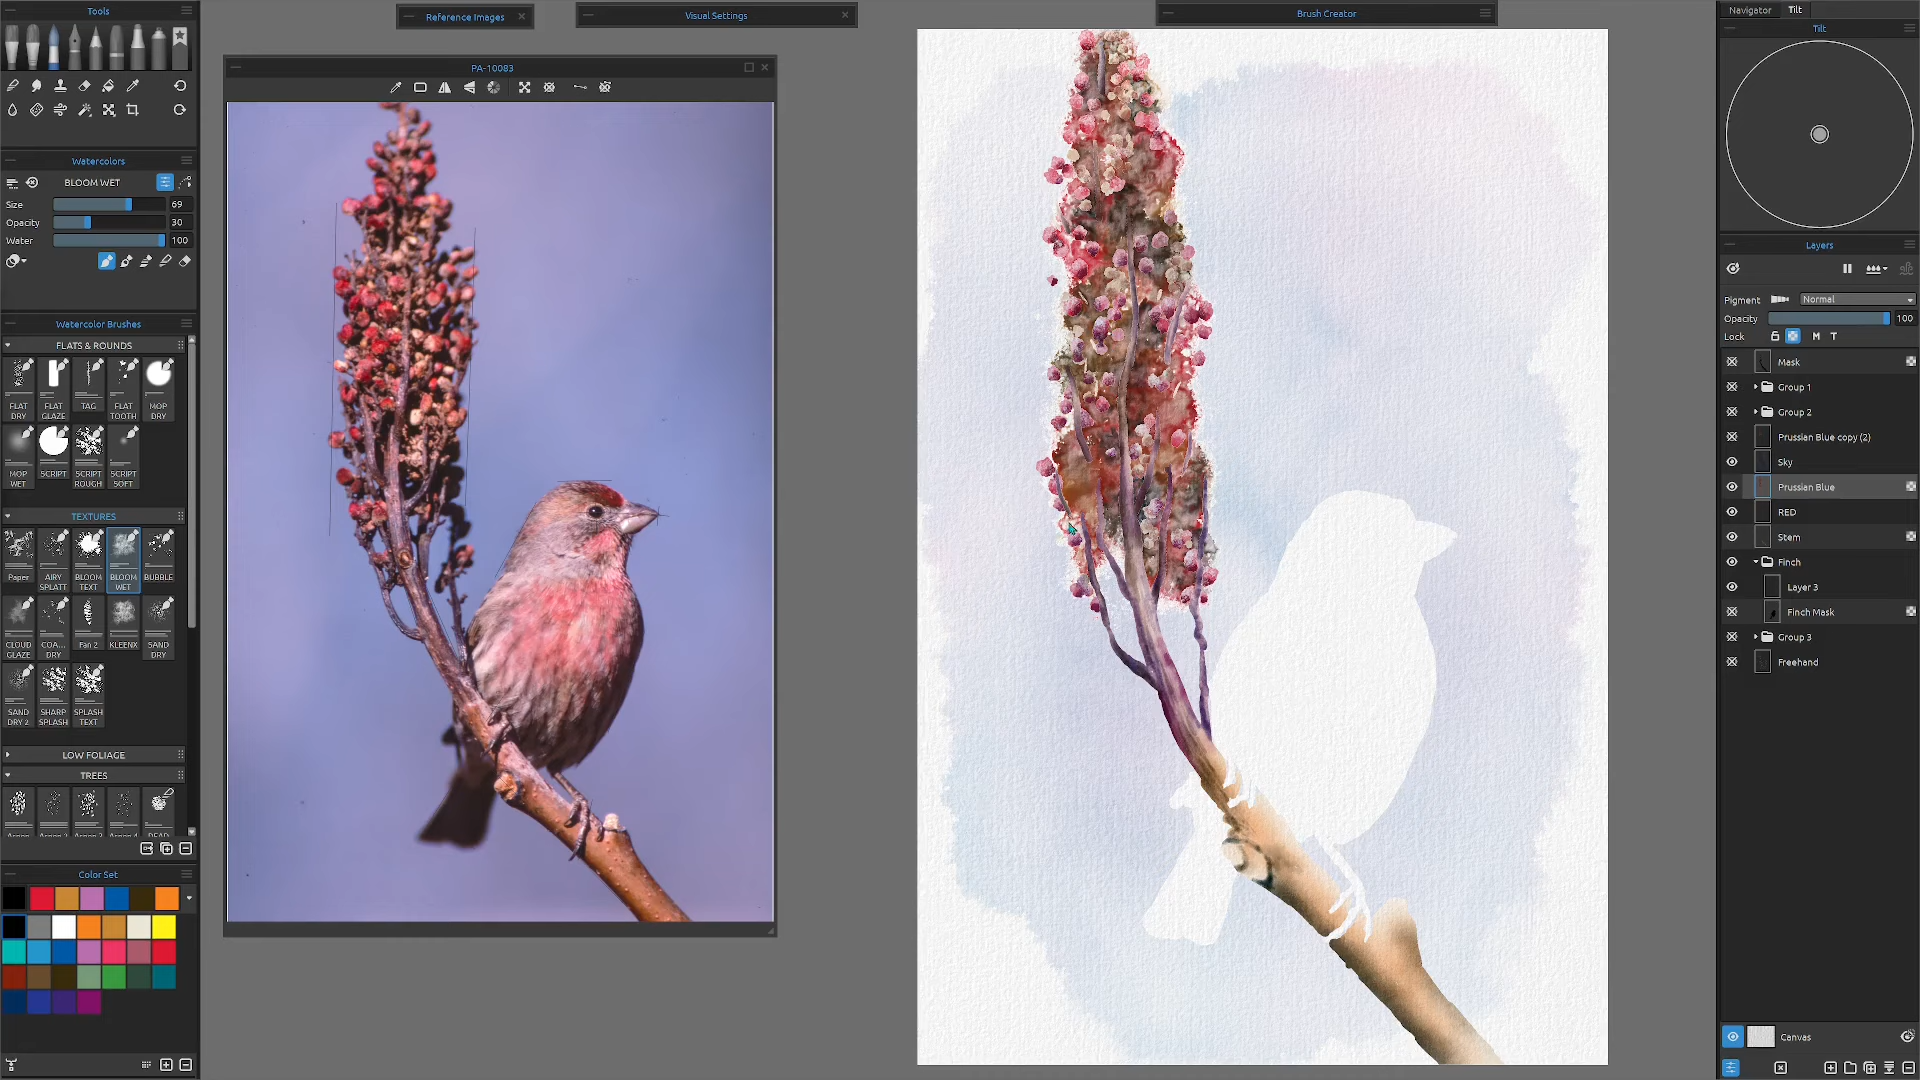 Tools
Reference Images
Visual Settings
Brush Creator
Navigator
Tilt
Tilt
PA-10083
Watercolors
BLOOM WET
Size 69
Opacity 30
Water 100
Watercolor Brushes
FLATS & ROUNDS
FLAT DRY
FLAT GLAZE
TAG
FLAT TOOTH
MOP DRY
MOP WET
SCRIPT
SCRIPT ROUGH
SCRIPT SOFT
TEXTURES
Paper
AIRY SPLATT
BLOOM TEXT
BLOOM WET
BUBBLE
CLOUD GLAZE
COA... DRY
Fan 2
KLEENX
SAND DRY
SAND DRY 2
SHARP SPLASH
SPLASH TEXT
LOW FOLIAGE
TREES
Color Set
Layers
Pigment Normal
Opacity 100
Lock M T
Mask
Group 1
Group 2
Prussian Blue copy (2)
Sky
Prussian Blue
RED
Stem
Finch
Layer 3
Finch Mask
Group 3
Freehand
Canvas